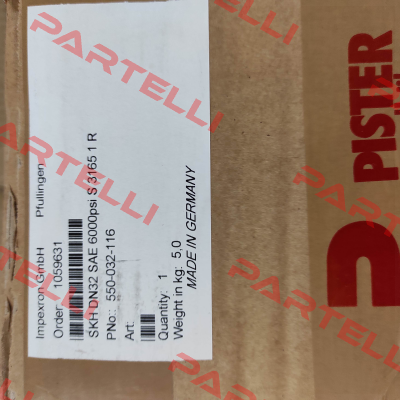 Impexron GmbH Pfullingen
Order: 1059631
SKH DN32 SAE 6000psi S 3165 1 R
PNo:: 550-032-116
Art:
Quantity: 1
Weight in kg: 5,0
MADE IN GERMANY
PISTER
PARTELLI
PARTELLI
PARTELLI
PARTELLI
PARTELLI